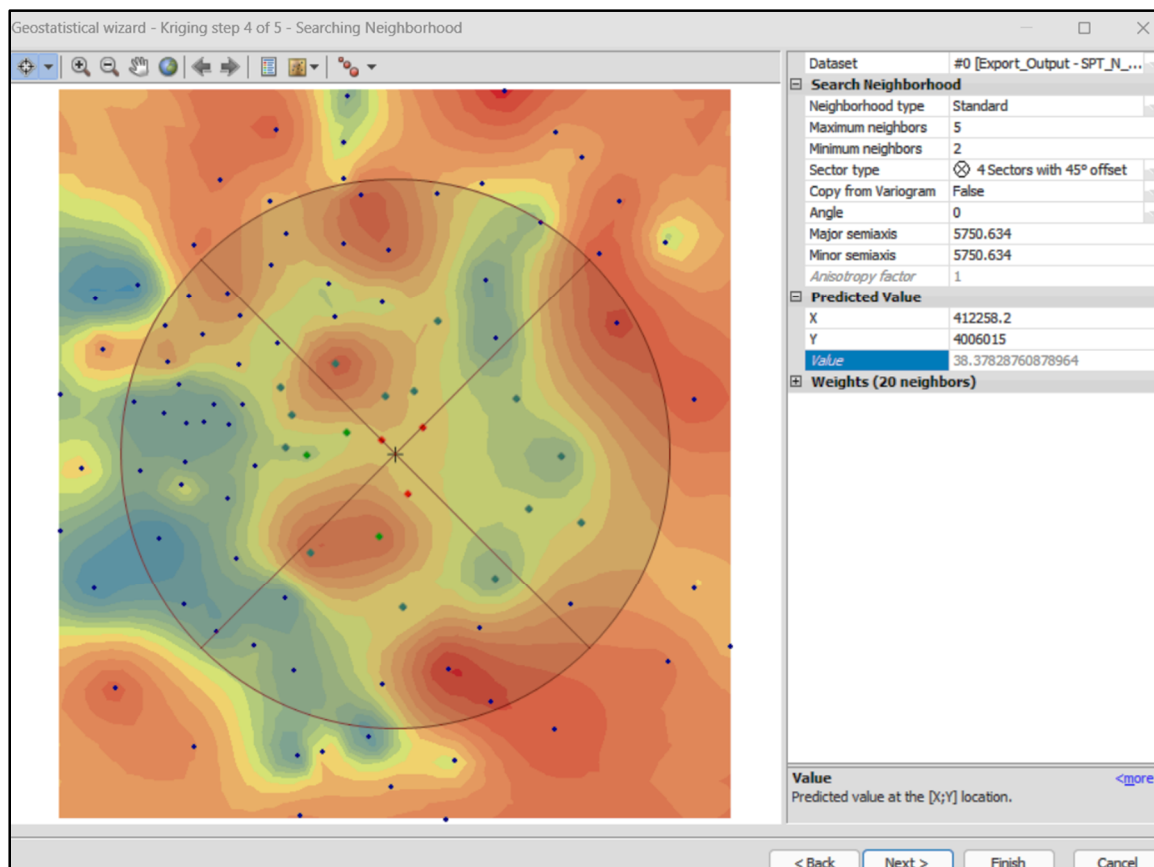 Geostatistical wizard - Kriging step 4 of 5 - Searching Neighborhood
Dataset #0 [Export_Output - SPT_N_...
Search Neighborhood
Neighborhood type Standard
Maximum neighbors 5
Minimum neighbors 2
Sector type 4 Sectors with 45° offset
Copy from Variogram False
Angle 0
Major semiaxis 5750.634
Minor semiaxis 5750.634
Anisotropy factor 1
Predicted Value
X 412258.2
Y 4006015
Value 38.37828760878964
Weights (20 neighbors)
Value <more
Predicted value at the [X;Y] location.
< Back Next > Finish Cancel